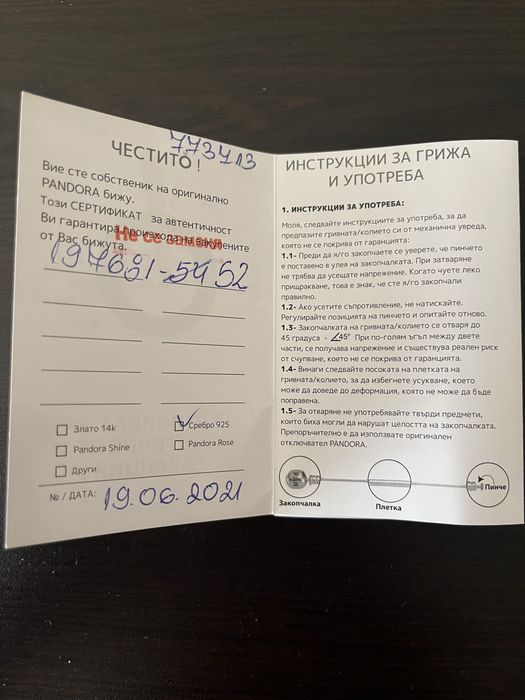 773713
ЧЕСТИТО !
Вие сте собственик на оригинално
PANDORA бижу.
Този СЕРТИФИКАТ за автентичност
Ви гарантира произхода на закупените
от Вас бижута.
Не се заменя
197691-5452
Злато 14k
Сребро 925
Pandora Shine
Pandora Rose
Други
№ / ДАТА: 19.06.2021
ИНСТРУКЦИИ ЗА ГРИЖА
И УПОТРЕБА
1. ИНСТРУКЦИИ ЗА УПОТРЕБА:
Моля, следвайте инструкциите за употреба, за да
предпазите гривната/колието си от механична увреда,
която не се покрива от гаранцията:
1.1- Преди да я/го закопчаете се уверете, че пинчето
е поставено в улея на закопчалката. При затваряне
не трябва да усещате напрежение. Когато чуете леко
прищракване, това е знак, че сте я/го закопчали
правилно.
1.2- Ако усетите съпротивление, не натискайте.
Регулирайте позицията на пинчето и опитайте отново.
1.3- Закопчалката на гривната/колието се отваря до
45 градуса - ∠45° При по-голям ъгъл между двете
части, се получава напрежение и съществува реален риск
от счупване, което не се покрива от гаранцията.
1.4- Винаги следвайте посоката на плетката на
гривната/колието, за да избегнете усукване, което
може да доведе до деформация, която не може да бъде
поправена.
1.5- За отваряне не употребявайте твърди предмети,
които биха могли да нарушат целостта на закопчалката.
Препоръчително е да използвате оригинален
отключвател PANDORA.
Закопчалка
Плетка
Пинче